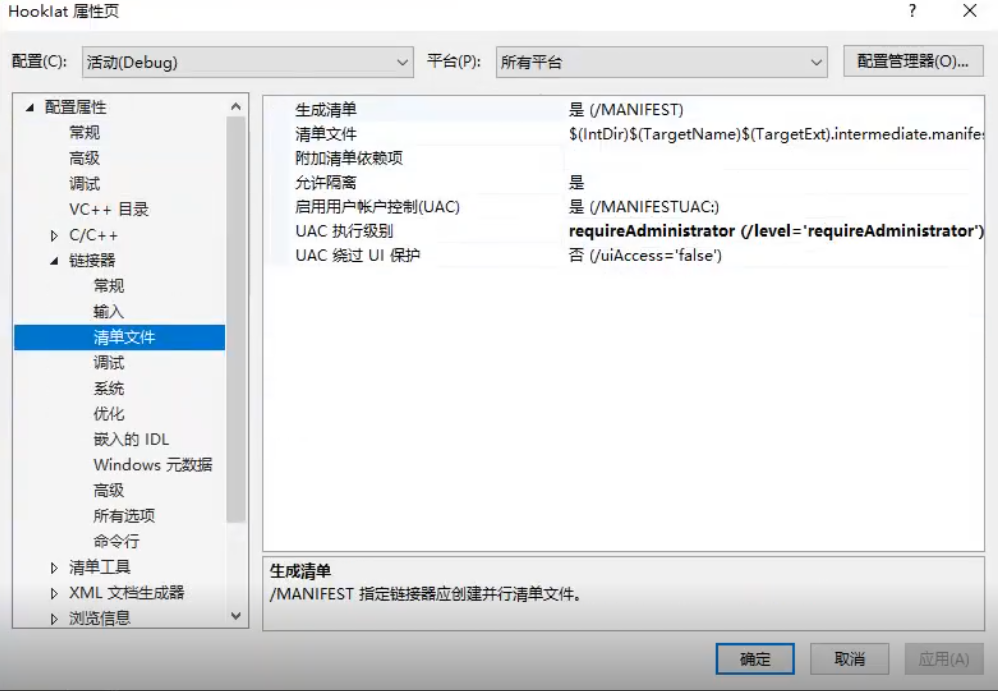 HookIat 属性页
?
配置(C):
活动(Debug)
平台(P):
所有平台
配置管理器(O)...
配置属性
常规
高级
调试
VC++ 目录
C/C++
链接器
常规
输入
清单文件
调试
系统
优化
嵌入的 IDL
Windows 元数据
高级
所有选项
命令行
清单工具
XML 文档生成器
浏览信息
生成清单 是 (/MANIFEST)
清单文件 $(IntDir)$(TargetName)$(TargetExt).intermediate.manifes
附加清单依赖项
允许隔离 是
启用用户帐户控制(UAC) 是 (/MANIFESTUAC:)
UAC 执行级别 requireAdministrator (/level='requireAdministrator')
UAC 绕过 UI 保护 否 (/uiAccess='false')
生成清单
/MANIFEST 指定链接器应创建并行清单文件。
确定
取消
应用(A)